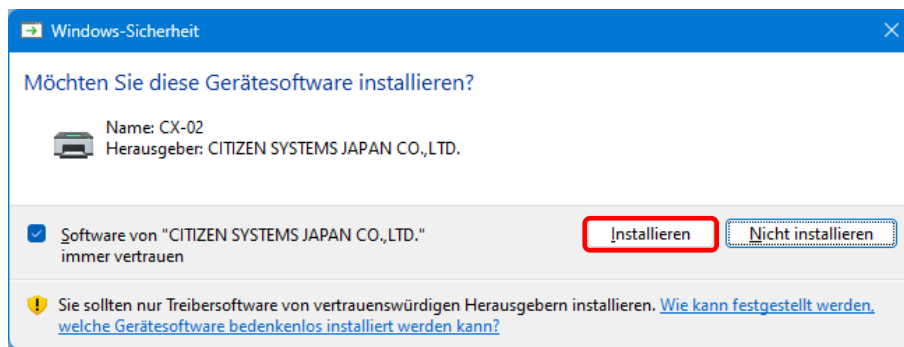 Windows-Sicherheit
Möchten Sie diese Gerätesoftware installieren?
Name: CX-02
Herausgeber: CITIZEN SYSTEMS JAPAN CO.,LTD.
Software von "CITIZEN SYSTEMS JAPAN CO.,LTD."
immer vertrauen
Installieren
Nicht installieren
Sie sollten nur Treibersoftware von vertrauenswürdigen Herausgebern installieren. Wie kann festgestellt werden,
welche Gerätesoftware bedenkenlos installiert werden kann?